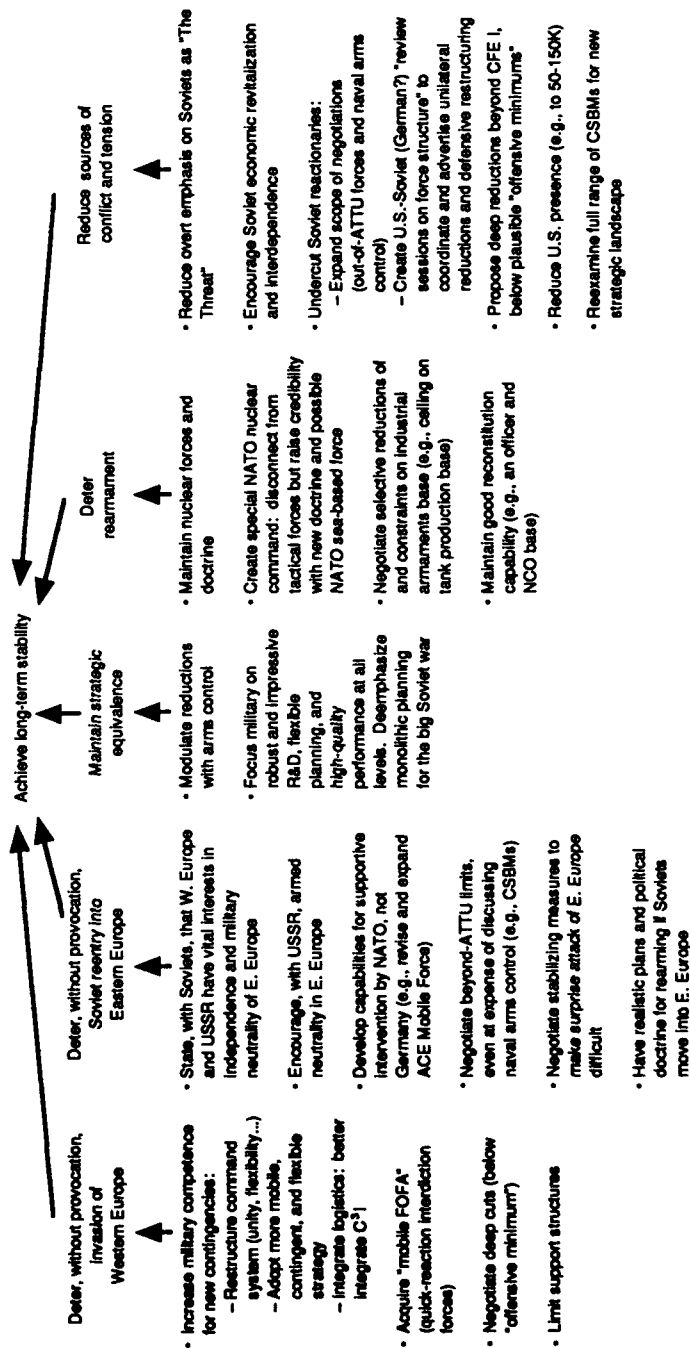 Achieve long-term stability
Deter, without provocation,
invasion of
Western Europe
• Increase military competence
for new contingencies:
– Restructure command
system (unity, flexibility...)
– Adopt more mobile,
contingent, and flexible
strategy
– Integrate logistics: better
integrate C³I
• Acquire "mobile FOFA"
(quick-reaction interdiction
forces)
• Negotiate deep cuts (below
"offensive minimum")
• Limit support structures
Deter, without provocation,
Soviet reentry into
Eastern Europe
• State, with Soviets, that W. Europe
and USSR have vital interests in
independence and military
neutrality of E. Europe
• Encourage, with USSR, armed
neutrality in E. Europe
• Develop capabilities for supportive
intervention by NATO, not
Germany (e.g., revise and expand
ACE Mobile Force)
• Negotiate beyond-ATTU limits,
even at expense of discussing
naval arms control (e.g., CSBMs)
• Negotiate stabilizing measures to
make surprise attack of E. Europe
difficult
• Have realistic plans and political
doctrine for rearming if Soviets
move into E. Europe
Maintain strategic
equivalence
• Modulate reductions
with arms control
• Focus military on
robust and impressive
R&D, flexible
planning, and
high-quality
performance at all
levels. Deemphasize
monolithic planning
for the big Soviet war
Deter
rearmament
• Maintain nuclear forces and
doctrine
• Create special NATO nuclear
command: disconnect from
tactical forces but raise credibility
with new doctrine and possible
NATO sea-based force
• Negotiate selective reductions of
and constraints on industrial
armaments base (e.g., ceiling on
tank production base)
• Maintain good reconstitution
capability (e.g., an officer and
NCO base)
Reduce sources of
conflict and tension
• Reduce overt emphasis on Soviets as "The
Threat"
• Encourage Soviet economic revitalization
and interdependence
• Undercut Soviet reactionaries:
– Expand scope of negotiations
(out-of-ATTU forces and naval arms
control)
– Create U.S.-Soviet (German?) "review
sessions on force structure" to
coordinate and advertise unilateral
reductions and defensive restructuring
• Propose deep reductions beyond CFE I,
below plausible "offensive minimums"
• Reduce U.S. presence (e.g., to 50-150K)
• Reexamine full range of CSBMs for new
strategic landscape